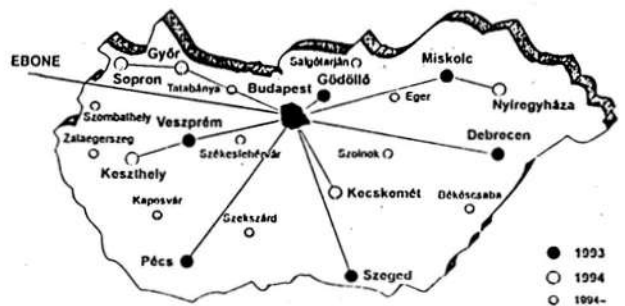 Győr
Salgótarján
Miskolc
EBONE
Sopron
Tatabánya
Budapest
Gödöllő
Eger
Nyíregyháza
Szombathely
Veszprém
Zalaegerszeg
Székesfehérvár
Szolnok
Debrecen
Keszthely
Kaposvár
Kecskomét
Békéscsaba
Szekszárd
Pécs
Szeged
1993
1994
1994–